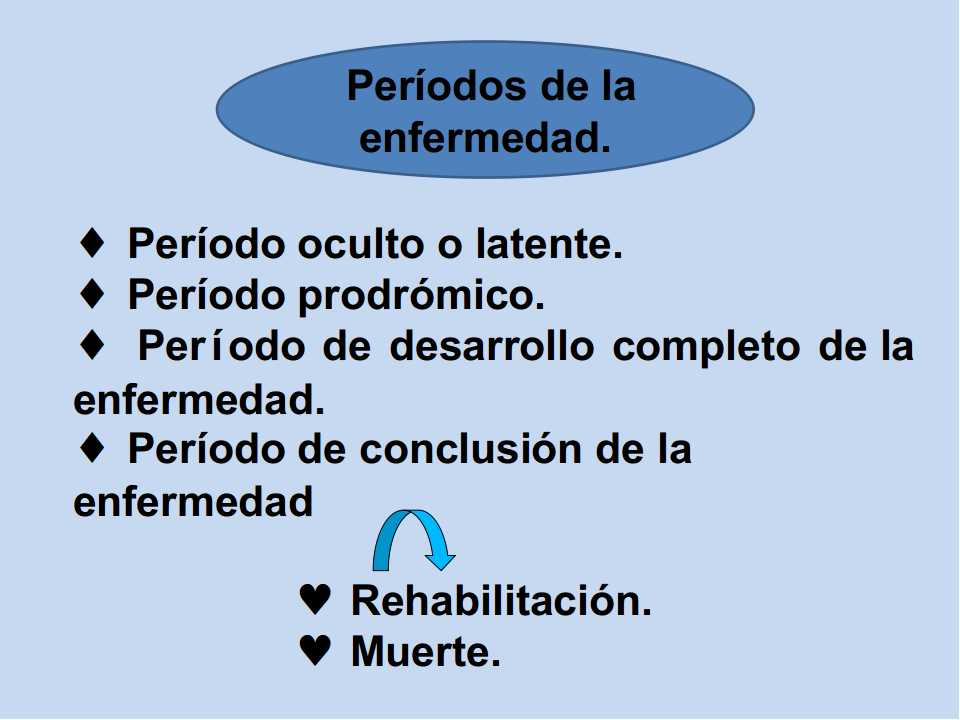 Períodos de la
enfermedad.
♦ Período oculto o latente.
♦ Período prodrómico.
♦ Período de desarrollo completo de la
enfermedad.
♦ Período de conclusión de la
enfermedad
♥ Rehabilitación.
♥ Muerte.